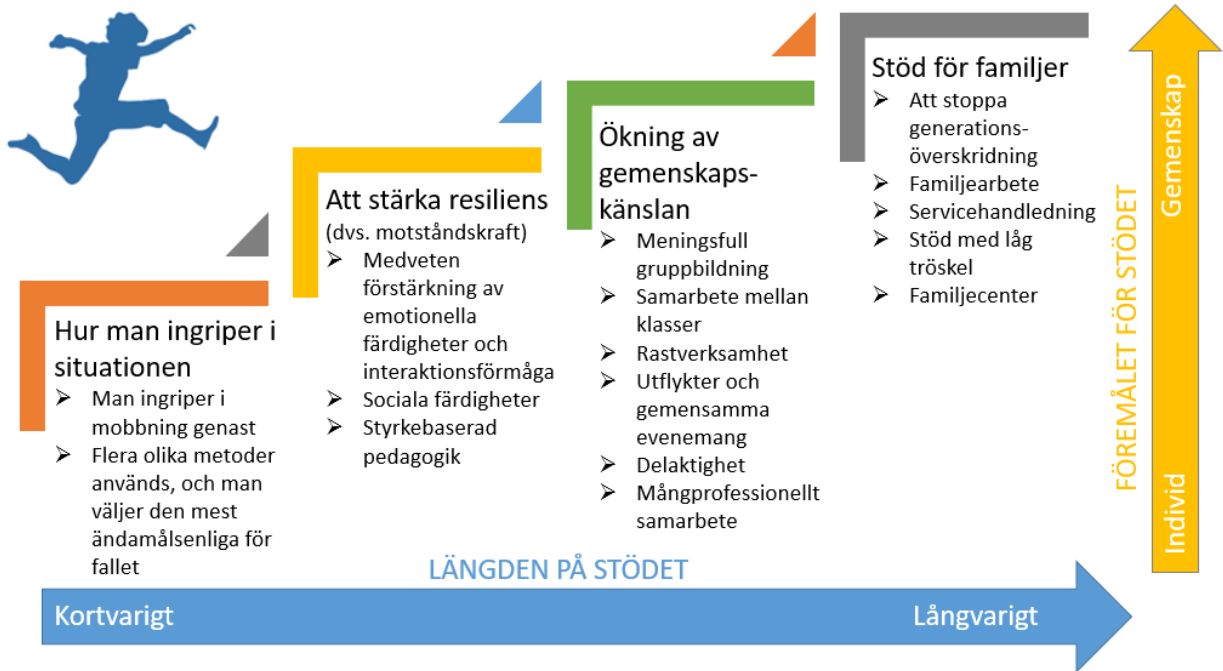 Hur man ingriper i
situationen
➢ Man ingriper i
mobbning genast
➢ Flera olika metoder
används, och man
väljer den mest
ändamålsenliga för
fallet
Att stärka resiliens
(dvs. motståndskraft)
➢ Medveten
förstärkning av
emotionella
färdigheter och
interaktionsförmåga
➢ Sociala färdigheter
➢ Styrkebaserad
pedagogik
Ökning av
gemenskaps-
känslan
➢ Meningsfull
gruppbildning
➢ Samarbete mellan
klasser
➢ Rastverksamhet
➢ Utflykter och
gemensamma
evenemang
➢ Delaktighet
➢ Mångprofessionellt
samarbete
Stöd för familjer
➢ Att stoppa
generations-
överskridning
➢ Familjearbete
➢ Servicehandledning
➢ Stöd med låg
tröskel
➢ Familjecenter
FÖREMÅLET FÖR STÖDET
Gemenskap
Individ
LÄNGDEN PÅ STÖDET
Kortvarigt
Långvarigt